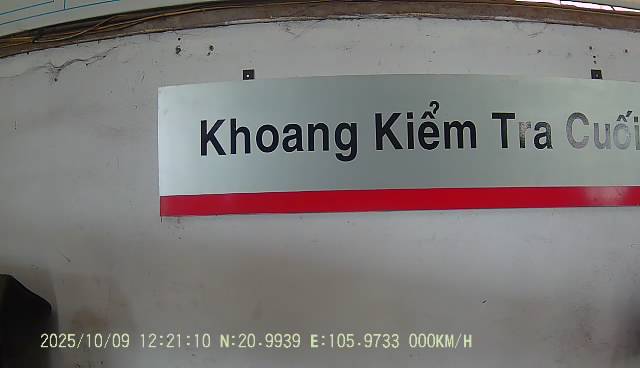 Khoang Kiểm Tra Cuối
2025/10/09 12:21:10 N:20.9939 E:105.9733 000KM/H